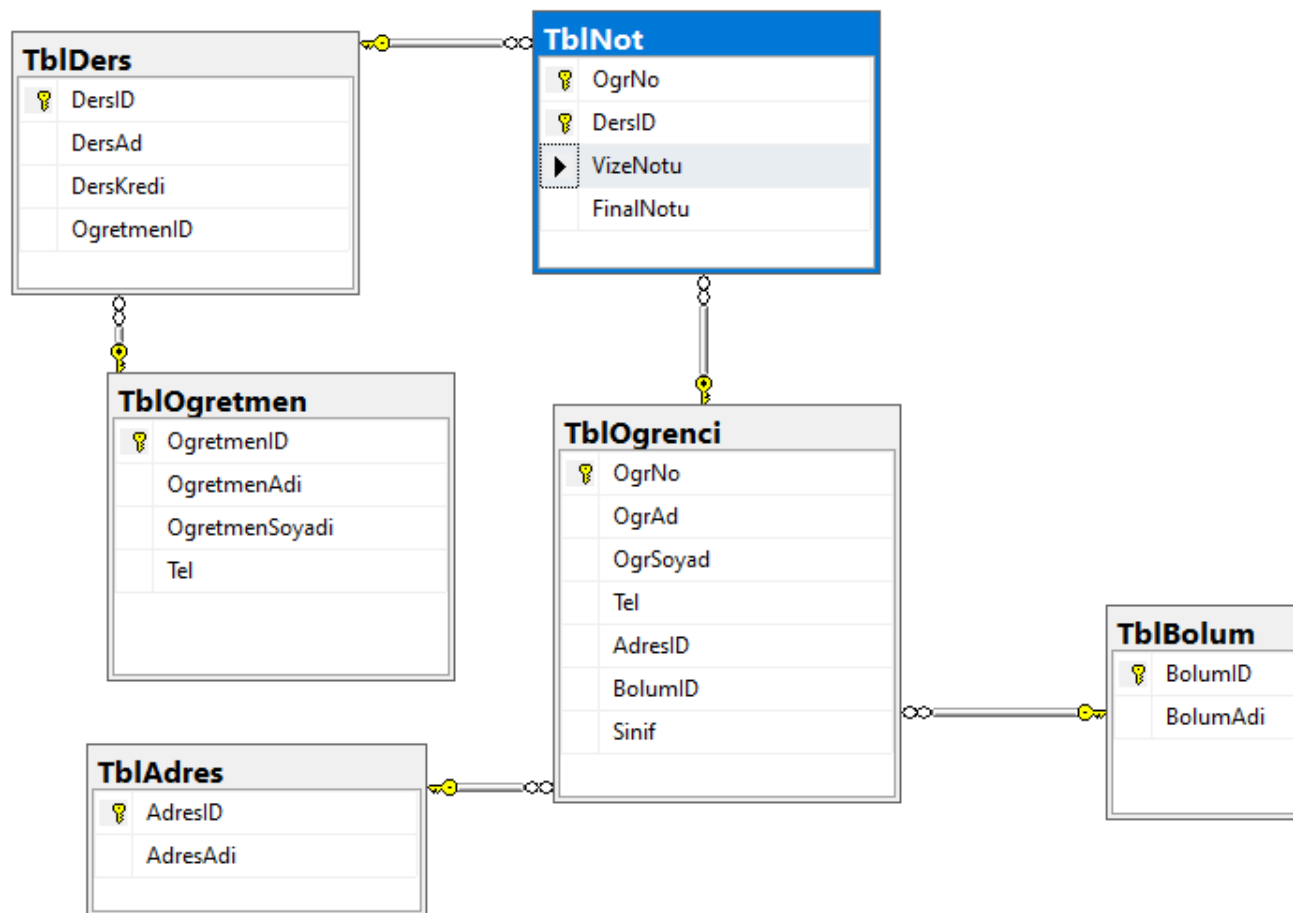 TblDers
DersID
DersAd
DersKredi
OgretmenID
TblNot
OgrNo
DersID
VizeNotu
FinalNotu
TblOgretmen
OgretmenID
OgretmenAdi
OgretmenSoyadi
Tel
TblOgrenci
OgrNo
OgrAd
OgrSoyad
Tel
AdresID
BolumID
Sinif
TblBolum
BolumID
BolumAdi
TblAdres
AdresID
AdresAdi